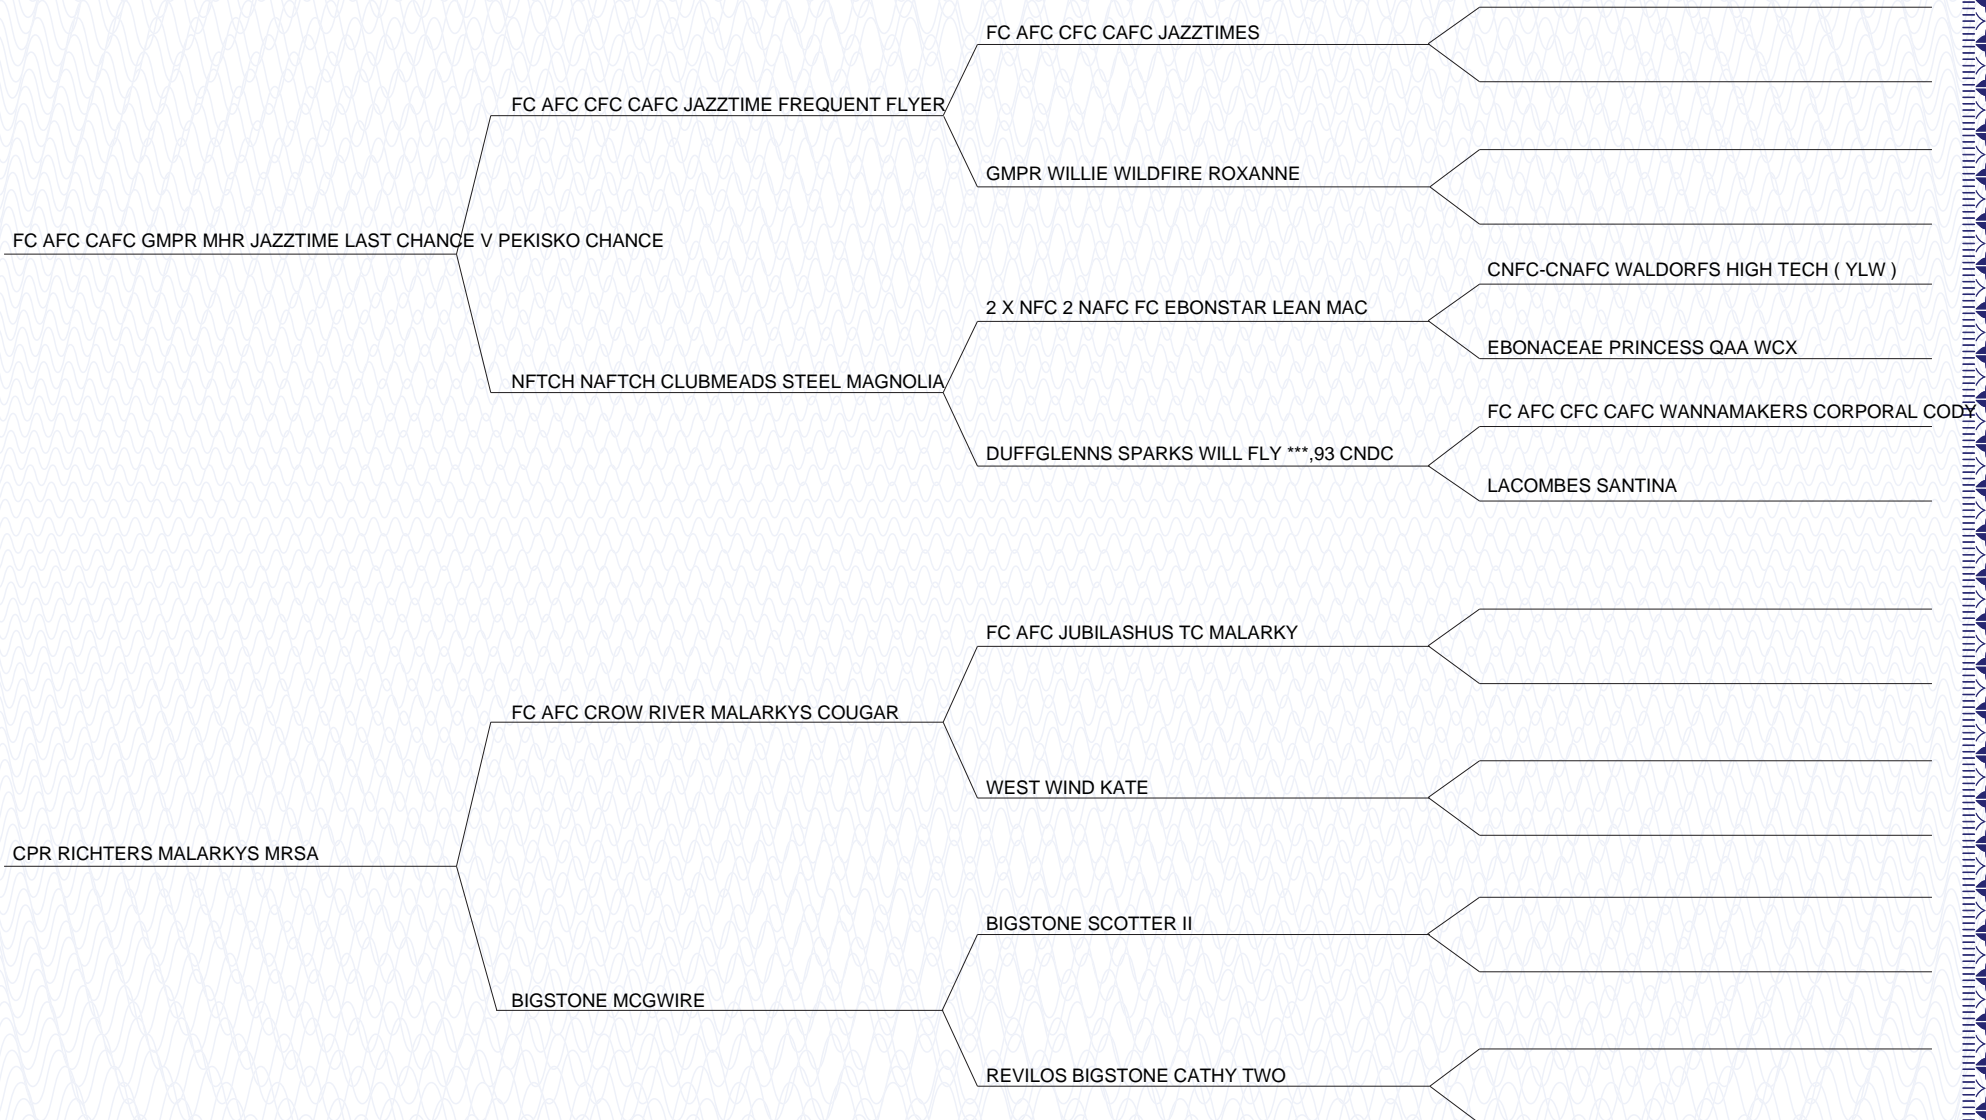 FC AFC CFC CAFC JAZZTIMES
FC AFC CFC CAFC JAZZTIME FREQUENT FLYER
GMPR WILLIE WILDFIRE ROXANNE
FC AFC CAFC GMPR MHR JAZZTIME LAST CHANCE V PEKISKO CHANCE
CNFC-CNAFC WALDORFS HIGH TECH ( YLW )
2 X NFC 2 NAFC FC EBONSTAR LEAN MAC
EBONACEAE PRINCESS QAA WCX
NFTCH NAFTCH CLUBMEADS STEEL MAGNOLIA
FC AFC CFC CAFC WANNAMAKERS CORPORAL CODY
DUFFGLENNS SPARKS WILL FLY ***,93 CNDC
LACOMBES SANTINA
FC AFC JUBILASHUS TC MALARKY
FC AFC CROW RIVER MALARKYS COUGAR
WEST WIND KATE
CPR RICHTERS MALARKYS MRSA
BIGSTONE SCOTTER II
BIGSTONE MCGWIRE
REVILOS BIGSTONE CATHY TWO